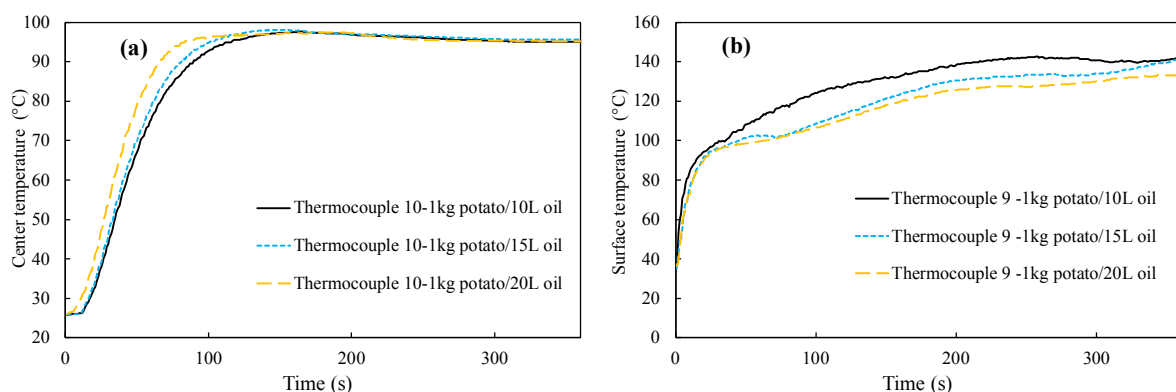 (a)
Center temperature (°C)
100
90
80
70
60
50
40
30
20
0
100
200
300
Time (s)
Thermocouple 10-1kg potato/10L oil
Thermocouple 10-1kg potato/15L oil
Thermocouple 10-1kg potato/20L oil
(b)
Surface temperature (°C)
160
140
120
100
80
60
40
20
0
0
100
200
300
Time (s)
Thermocouple 9 -1kg potato/10L oil
Thermocouple 9 -1kg potato/15L oil
Thermocouple 9 -1kg potato/20L oil